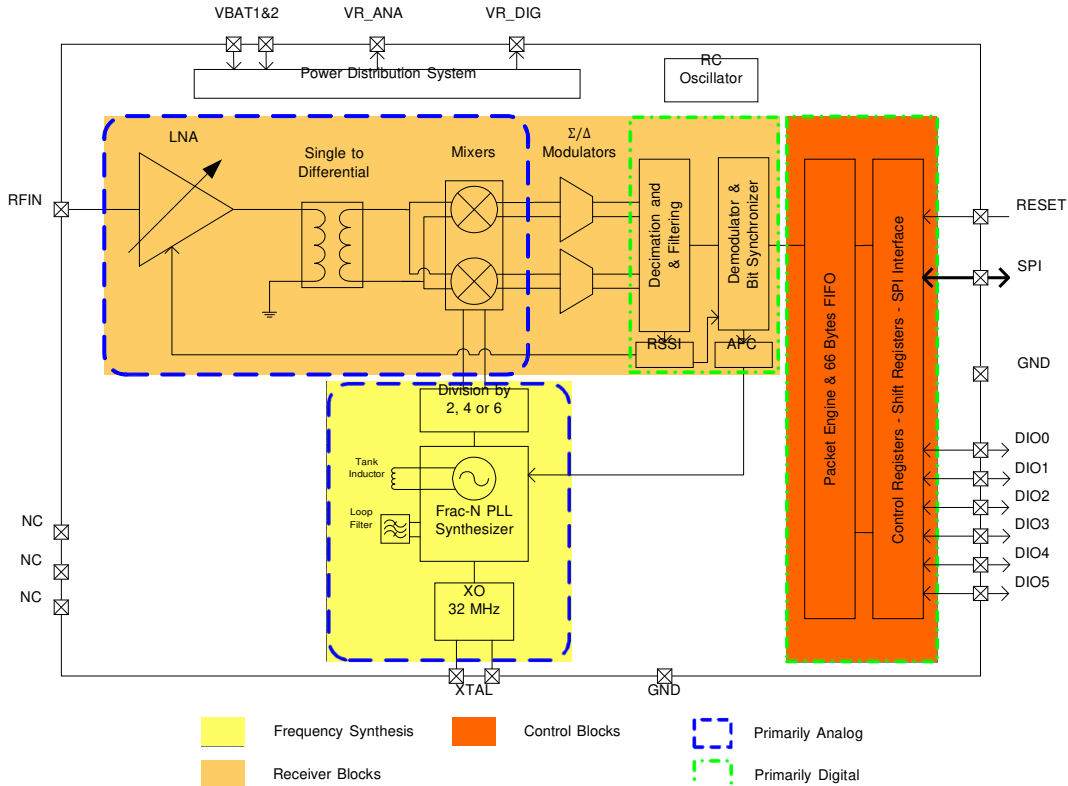 VBAT1&2
VR_ANA
VR_DIG
Power Distribution System
RC
Oscillator
LNA
Single to
Differential
Mixers
Σ/Δ
Modulators
RFIN
Decimation and
& Filtering
Demodulator &
Bit Synchronizer
RSSI
AFC
Packet Engine & 66 Bytes FIFO
Control Registers - Shift Registers - SPI Interface
RESET
SPI
GND
DIO0
DIO1
DIO2
DIO3
DIO4
DIO5
Division by
2, 4 or 6
Tank
Inductor
Loop
Filter
Frac-N PLL
Synthesizer
XO
32 MHz
NC
NC
NC
XTAL
GND
Frequency Synthesis
Control Blocks
Primarily Analog
Receiver Blocks
Primarily Digital